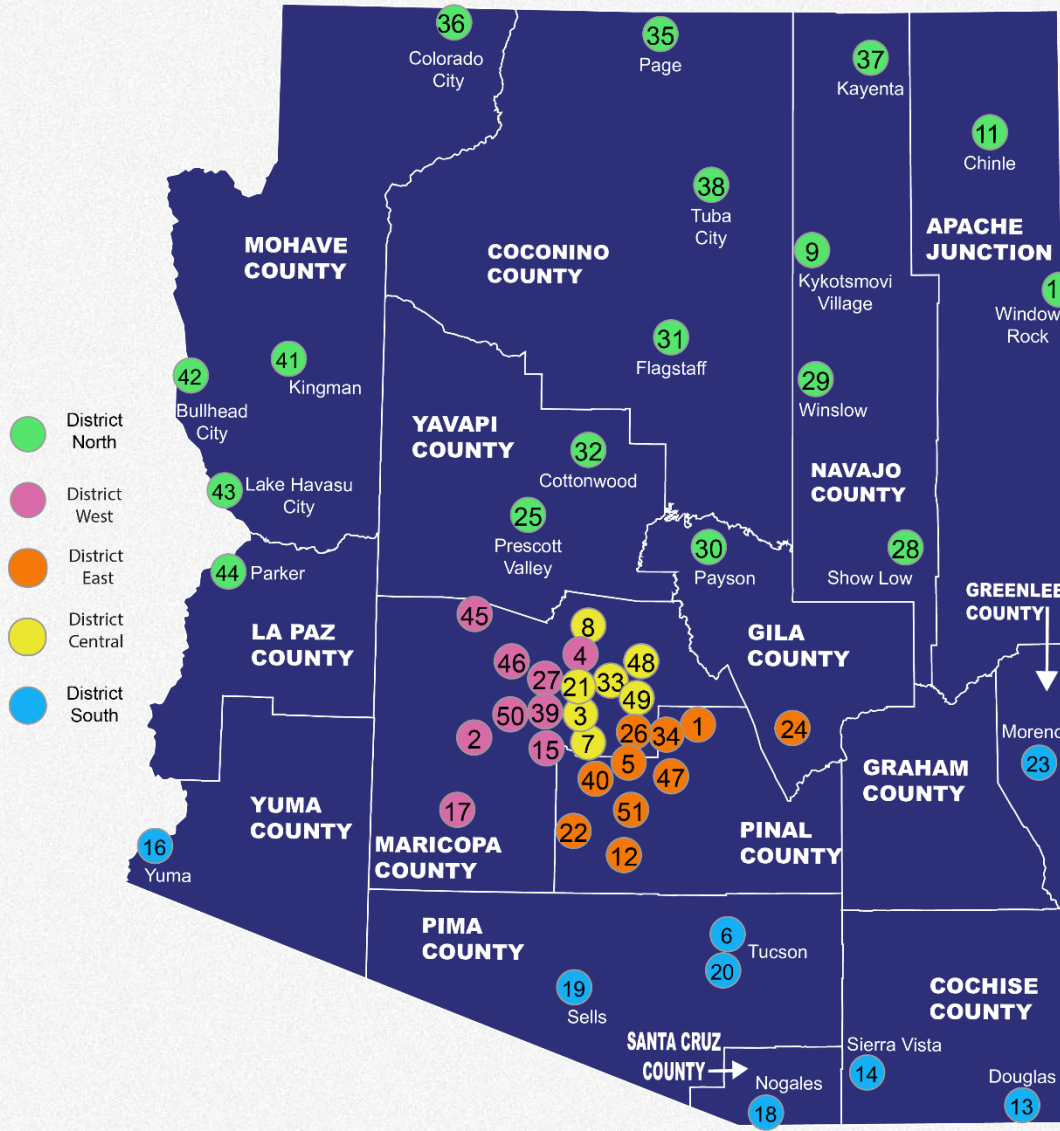 36
Colorado
City
35
Page
37
Kayenta
11
Chinle
38
Tuba
City
APACHE
JUNCTION
MOHAVE
COUNTY
COCONINO
COUNTY
9
Kykotsmovi
Village
1
Window
Rock
31
Flagstaff
41
Kingman
42
Bullhead
City
29
Winslow
District
North
YAVAPI
COUNTY
32
Cottonwood
NAVAJO
COUNTY
43
Lake Havasu
City
District
West
25
Prescott
Valley
30
Payson
28
Show Low
District
East
44
Parker
GREENLEE
COUNTY
45
8
District
Central
LA PAZ
COUNTY
GILA
COUNTY
46
4
48
27
21
33
49
District
South
50
39
3
2
15
7
26
34
1
24
Morenc
23
5
40
47
GRAHAM
COUNTY
YUMA
COUNTY
17
51
22
12
MARICOPA
COUNTY
PINAL
COUNTY
16
Yuma
PIMA
COUNTY
6
Tucson
20
19
Sells
COCHISE
COUNTY
SANTA CRUZ
COUNTY
Sierra Vista
14
Nogales
18
Douglas
13